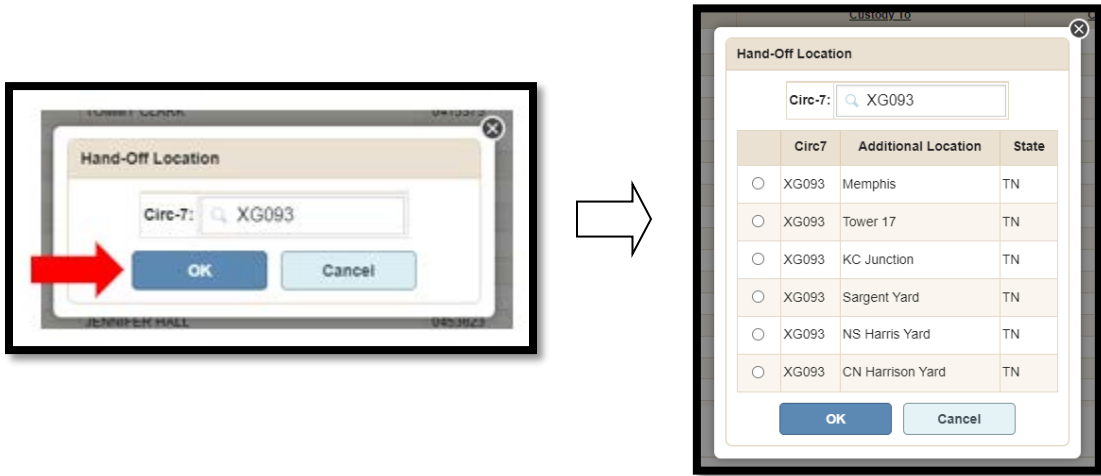 TOMMY CLARK 0415375
Hand-Off Location
Circ-7: XG093
OK Cancel
JENNIFER HALL 0453623
Custody To
Hand-Off Location
Circ-7: XG093
Circ7 Additional Location State
XG093 Memphis TN
XG093 Tower 17 TN
XG093 KC Junction TN
XG093 Sargent Yard TN
XG093 NS Harris Yard TN
XG093 CN Harrison Yard TN
OK Cancel